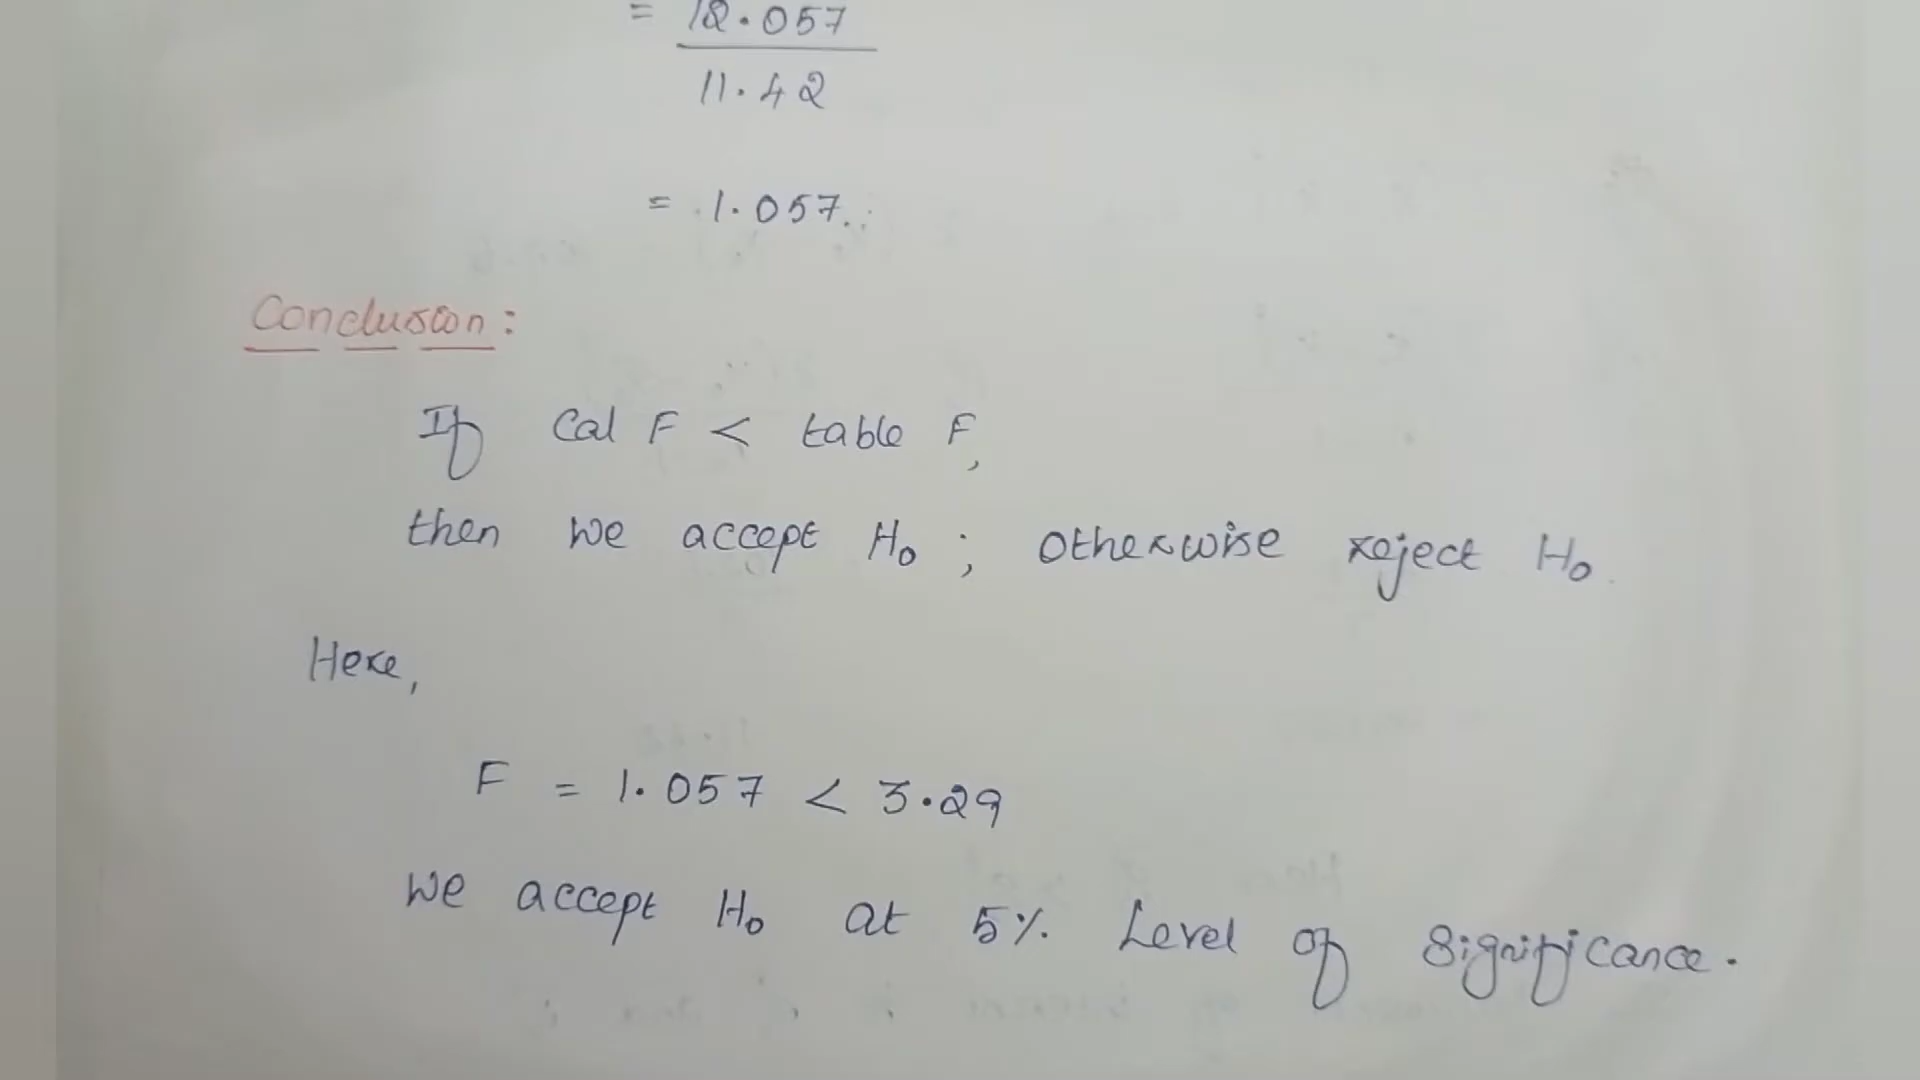 = 12.057
11.42
= 1.057.
Conclusion:
If Cal F < table F,
then we accept H₀ ; otherwise reject H₀.
Here,
F = 1.057 < 3.29
we accept H₀ at 5% Level of Significance.